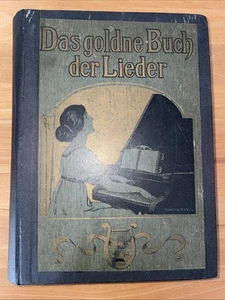 Das goldne Buch
der Lieder